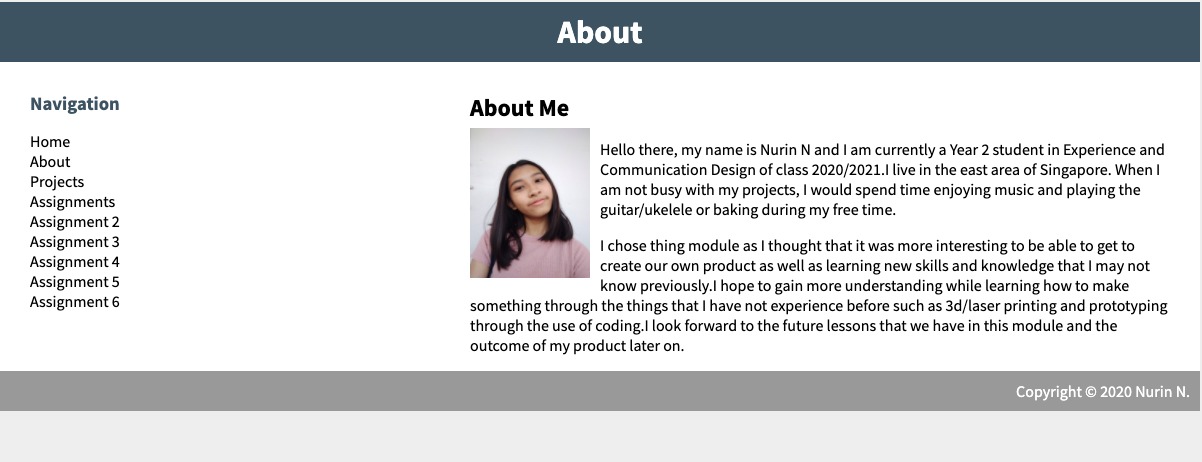 About
Navigation
Home
About
Projects
Assignments
Assignment 2
Assignment 3
Assignment 4
Assignment 5
Assignment 6
About Me
Hello there, my name is Nurin N and I am currently a Year 2 student in Experience and
Communication Design of class 2020/2021.I live in the east area of Singapore. When I
am not busy with my projects, I would spend time enjoying music and playing the
guitar/ukelele or baking during my free time.
I chose thing module as I thought that it was more interesting to be able to get to
create our own product as well as learning new skills and knowledge that I may not
know previously.I hope to gain more understanding while learning how to make
something through the things that I have not experience before such as 3d/laser printing and prototyping
through the use of coding.I look forward to the future lessons that we have in this module and the
outcome of my product later on.
Copyright © 2020 Nurin N.